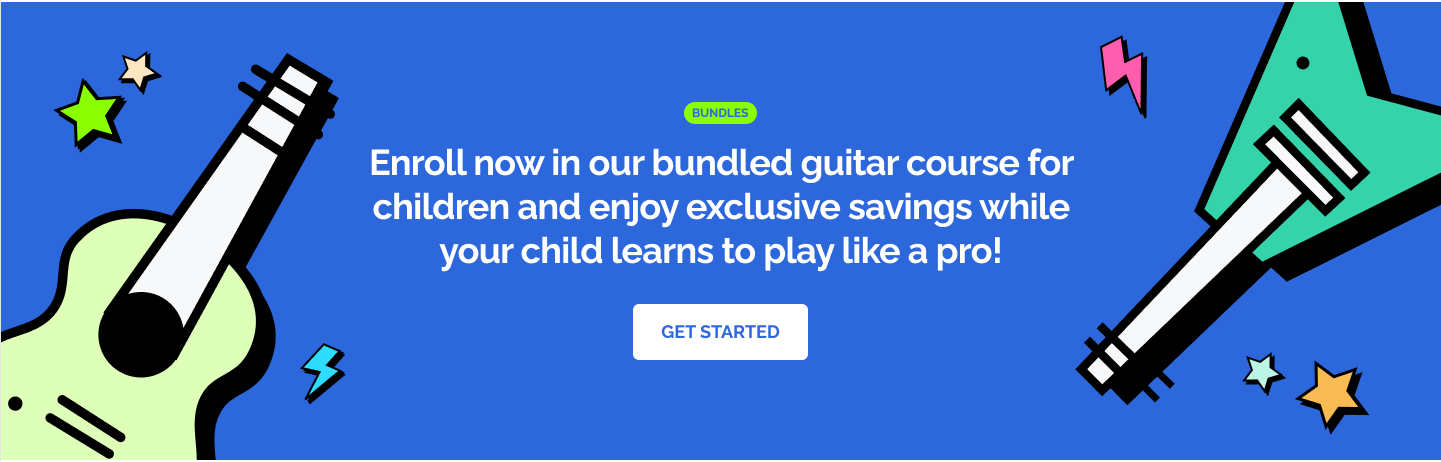 BUNDLES
Enroll now in our bundled guitar course for
children and enjoy exclusive savings while
your child learns to play like a pro!
GET STARTED